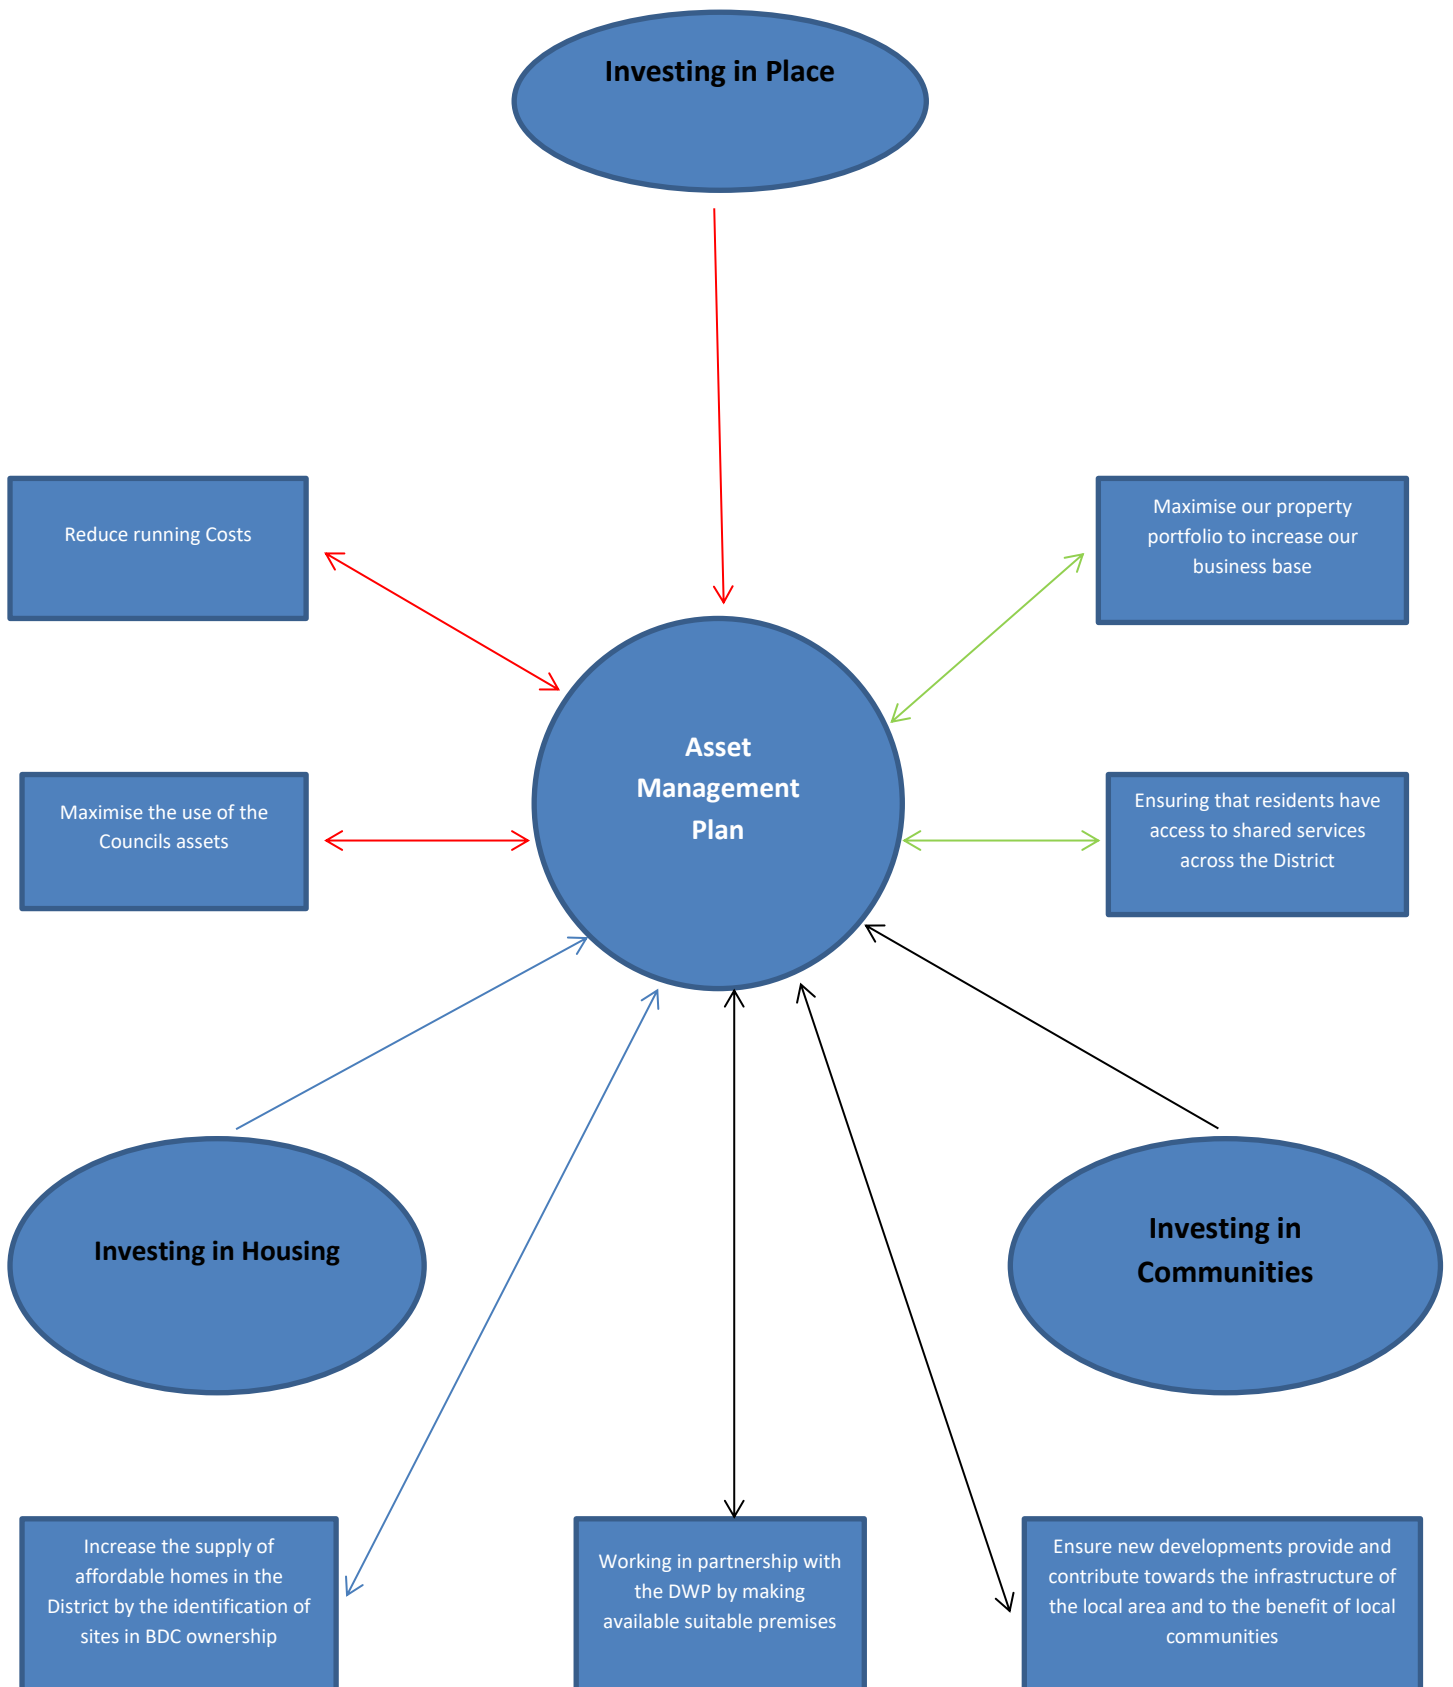 Investing in Place
Reduce running Costs
Maximise our property
portfolio to increase our
business base
Asset
Management
Plan
Maximise the use of the
Councils assets
Ensuring that residents have
access to shared services
across the District
Investing in Housing
Investing in
Communities
Increase the supply of
affordable homes in the
District by the identification of
sites in BDC ownership
Working in partnership with
the DWP by making
available suitable premises
Ensure new developments provide and
contribute towards the infrastructure of
the local area and to the benefit of local
communities